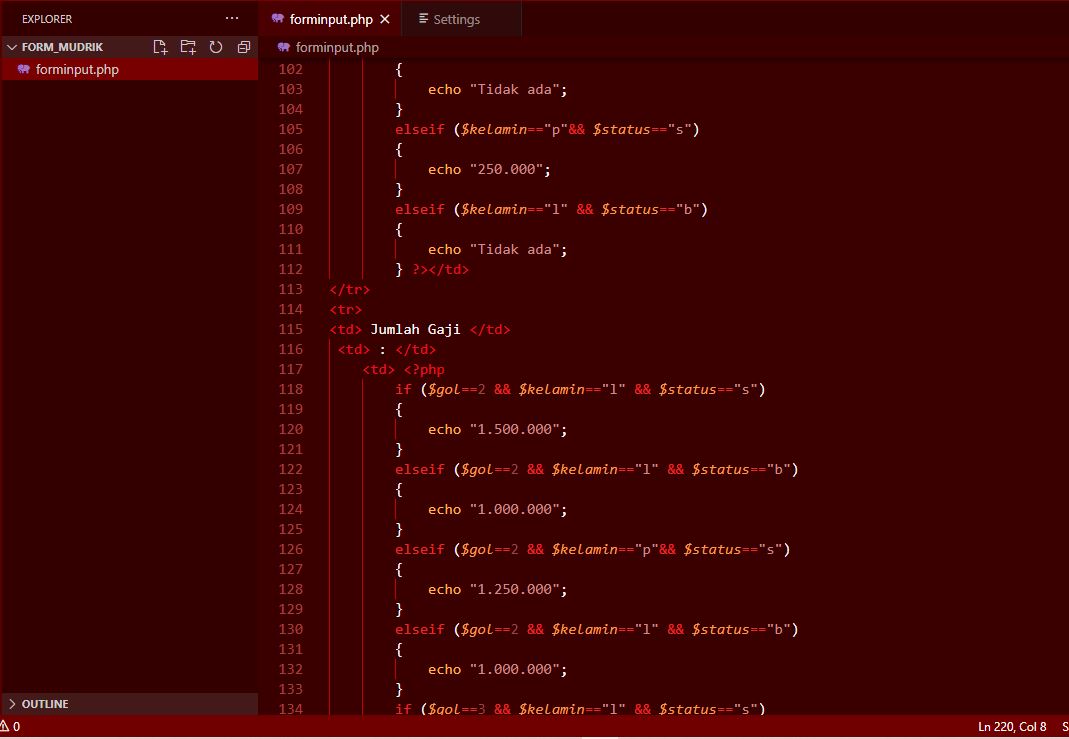 EXPLORER
forminput.php
Settings
FORM_MUDRIK
forminput.php
forminput.php
102 {
103 echo "Tidak ada";
104 }
105 elseif ($kelamin=="p"&& $status=="s")
106 {
107 echo "250.000";
108 }
109 elseif ($kelamin=="l" && $status=="b")
110 {
111 echo "Tidak ada";
112 } ?></td>
113 </tr>
114 <tr>
115 <td> Jumlah Gaji </td>
116 <td> : </td>
117 <td> <?php
118 if ($gol==2 && $kelamin=="l" && $status=="s")
119 {
120 echo "1.500.000";
121 }
122 elseif ($gol==2 && $kelamin=="l" && $status=="b")
123 {
124 echo "1.000.000";
125 }
126 elseif ($gol==2 && $kelamin=="p"&& $status=="s")
127 {
128 echo "1.250.000";
129 }
130 elseif ($gol==2 && $kelamin=="l" && $status=="b")
131 {
132 echo "1.000.000";
133 }
134 if ($gol==3 && $kelamin=="l" && $status=="s")
OUTLINE
0
Ln 220, Col 8 S